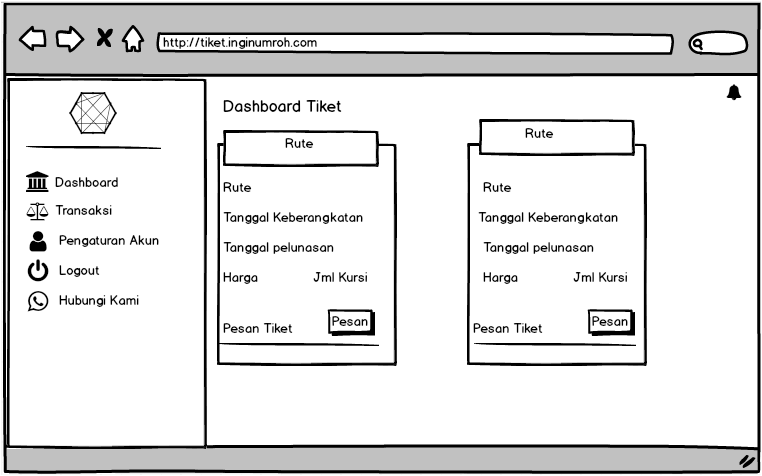 http://tiket.inginumroh.com
Dashboard
Transaksi
Pengaturan Akun
Logout
Hubungi Kami
Dashboard Tiket
Rute
Rute
Tanggal Keberangkatan
Tanggal pelunasan
Harga Jml Kursi
Pesan Tiket Pesan
Rute
Rute
Tanggal Keberangkatan
Tanggal pelunasan
Harga Jml Kursi
Pesan Tiket Pesan